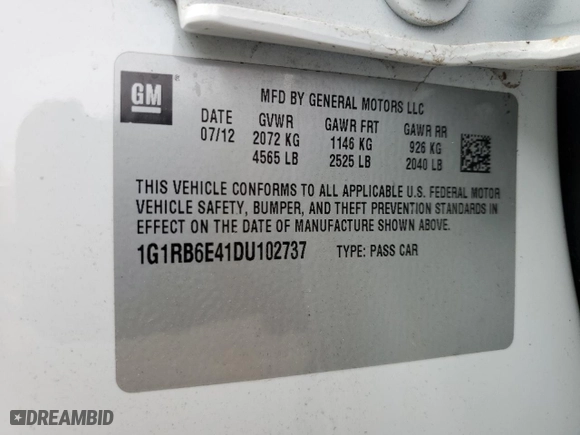 GM
MFD BY GENERAL MOTORS LLC
DATE GVWR GAWR FRT GAWR RR
07/12 2072 KG 1146 KG 926 KG
4565 LB 2525 LB 2040 LB
THIS VEHICLE CONFORMS TO ALL APPLICABLE U.S. FEDERAL MOTOR
VEHICLE SAFETY, BUMPER, AND THEFT PREVENTION STANDARDS IN
EFFECT ON THE DATE OF MANUFACTURE SHOWN ABOVE.
1G1RB6E41DU102737 TYPE: PASS CAR
DREAMBID